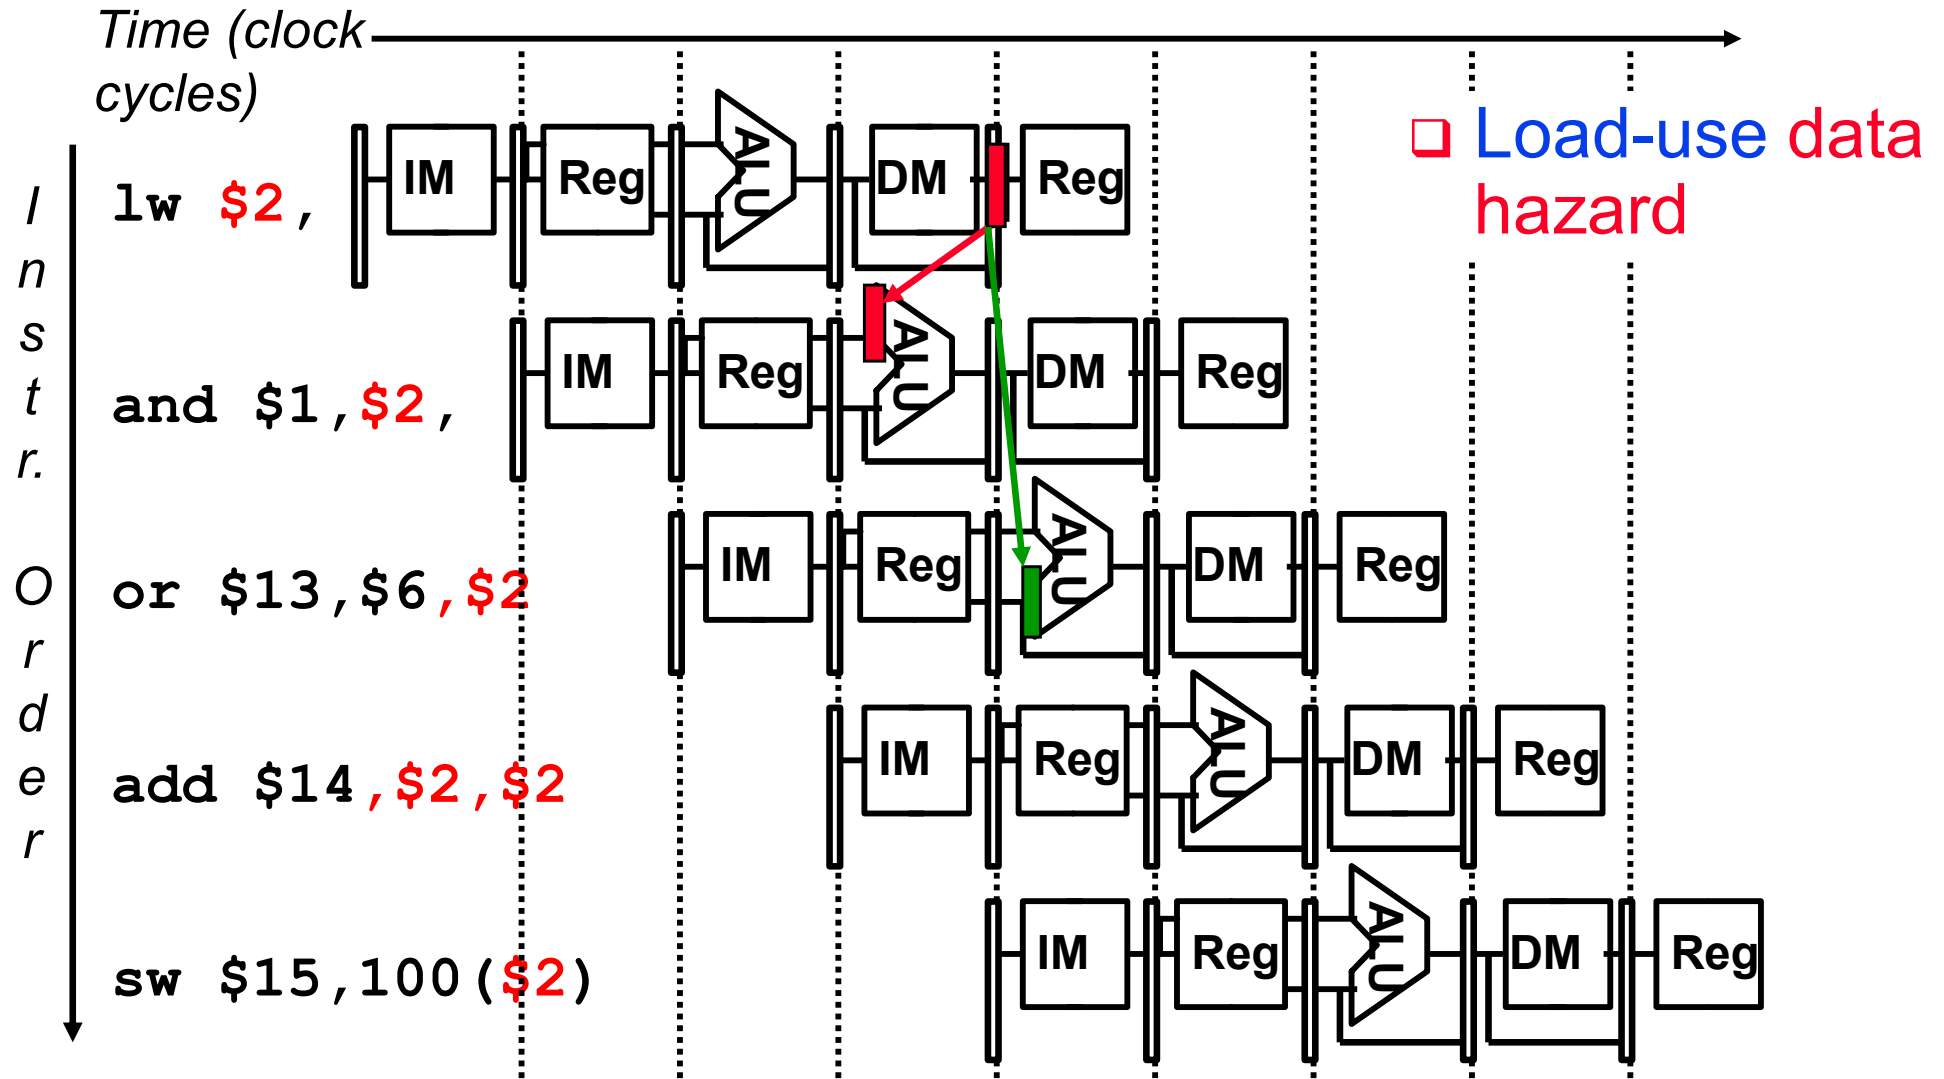 Time (clock
cycles)
❑ Load-use data
hazard
Instr. Order
lw $2, IM Reg ALU DM Reg
and $1,$2, IM Reg ALU DM Reg
or $13,$6,$2 IM Reg ALU DM Reg
add $14,$2,$2 IM Reg ALU DM Reg
sw $15,100($2) IM Reg ALU DM Reg